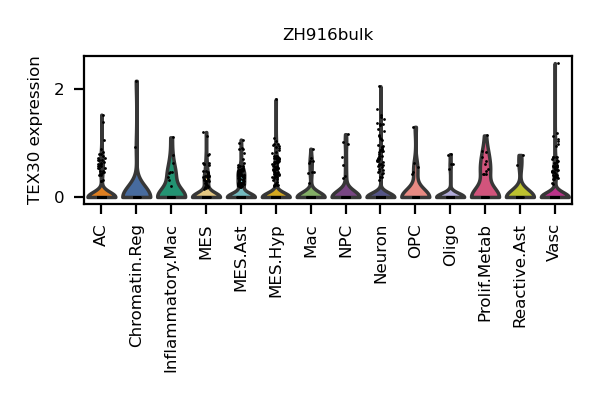 ZH916bulk
TEX30 expression
2
0
AC
Chromatin.Reg
Inflammatory.Mac
MES
MES.Ast
MES.Hyp
Mac
NPC
Neuron
OPC
Oligo
Prolif.Metab
Reactive.Ast
Vasc